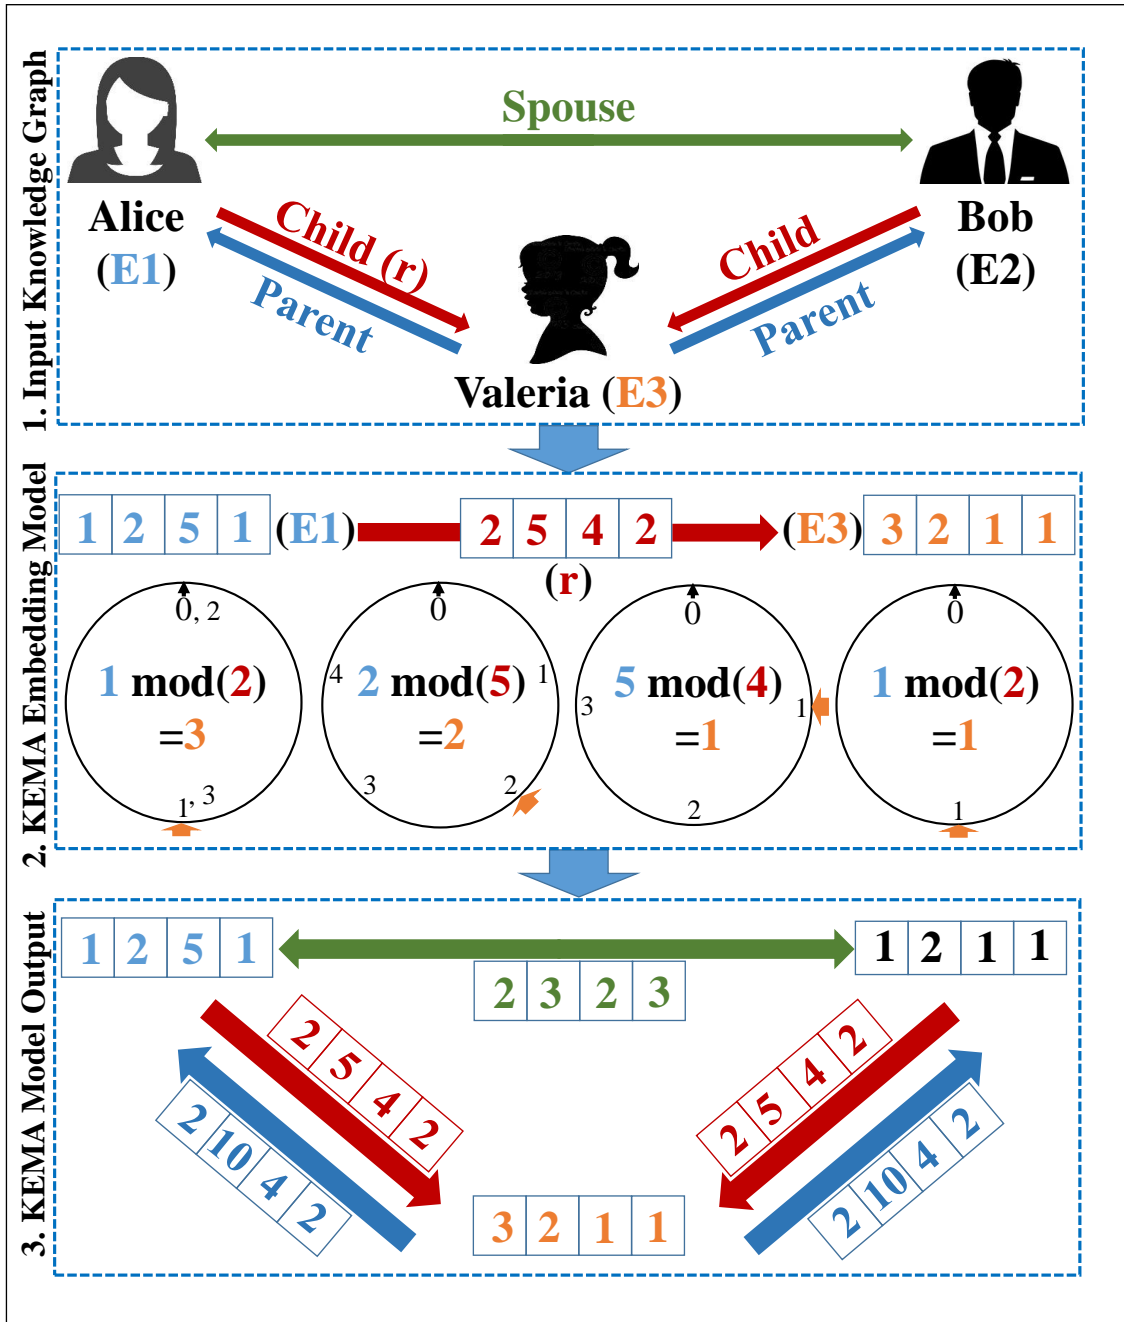 1. Input Knowledge Graph
Spouse
Alice
(E1)
Bob
(E2)
Child (r)
Parent
Child
Parent
Valeria (E3)
2. KEMA Embedding Model
1 2 5 1 (E1) 2 5 4 2 (E3) 3 2 1 1
(r)
0, 2
1 mod(2)
=3
1, 3
0
4 2 mod(5) 1
=2
3 2
0
5 mod(4)
3 =1 1
2
0
1 mod(2)
=1
1
3. KEMA Model Output
1 2 5 1
1 2 1 1
2 3 2 3
2 5 4 2
2 10 4 2
2 5 4 2
2 10 4 2
3 2 1 1